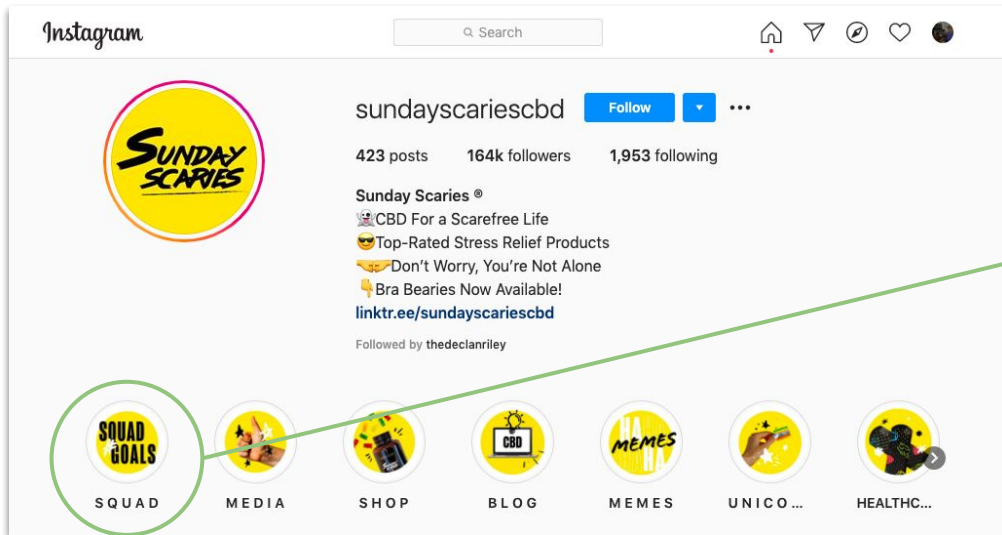 Instagram
Search
SUNDAY
SCARIES
sundayscariescbd
Follow
423 posts 164k followers 1,953 following
Sunday Scaries ®
👻CBD For a Scarefree Life
😎Top-Rated Stress Relief Products
🤝Don't Worry, You're Not Alone
👇Bra Bearies Now Available!
linktr.ee/sundayscariescbd
Followed by thedeclanriley
SQUAD
GOALS
CBD
HA
MEMES
HA
SQUAD MEDIA SHOP BLOG MEMES UNICO... HEALTHC...